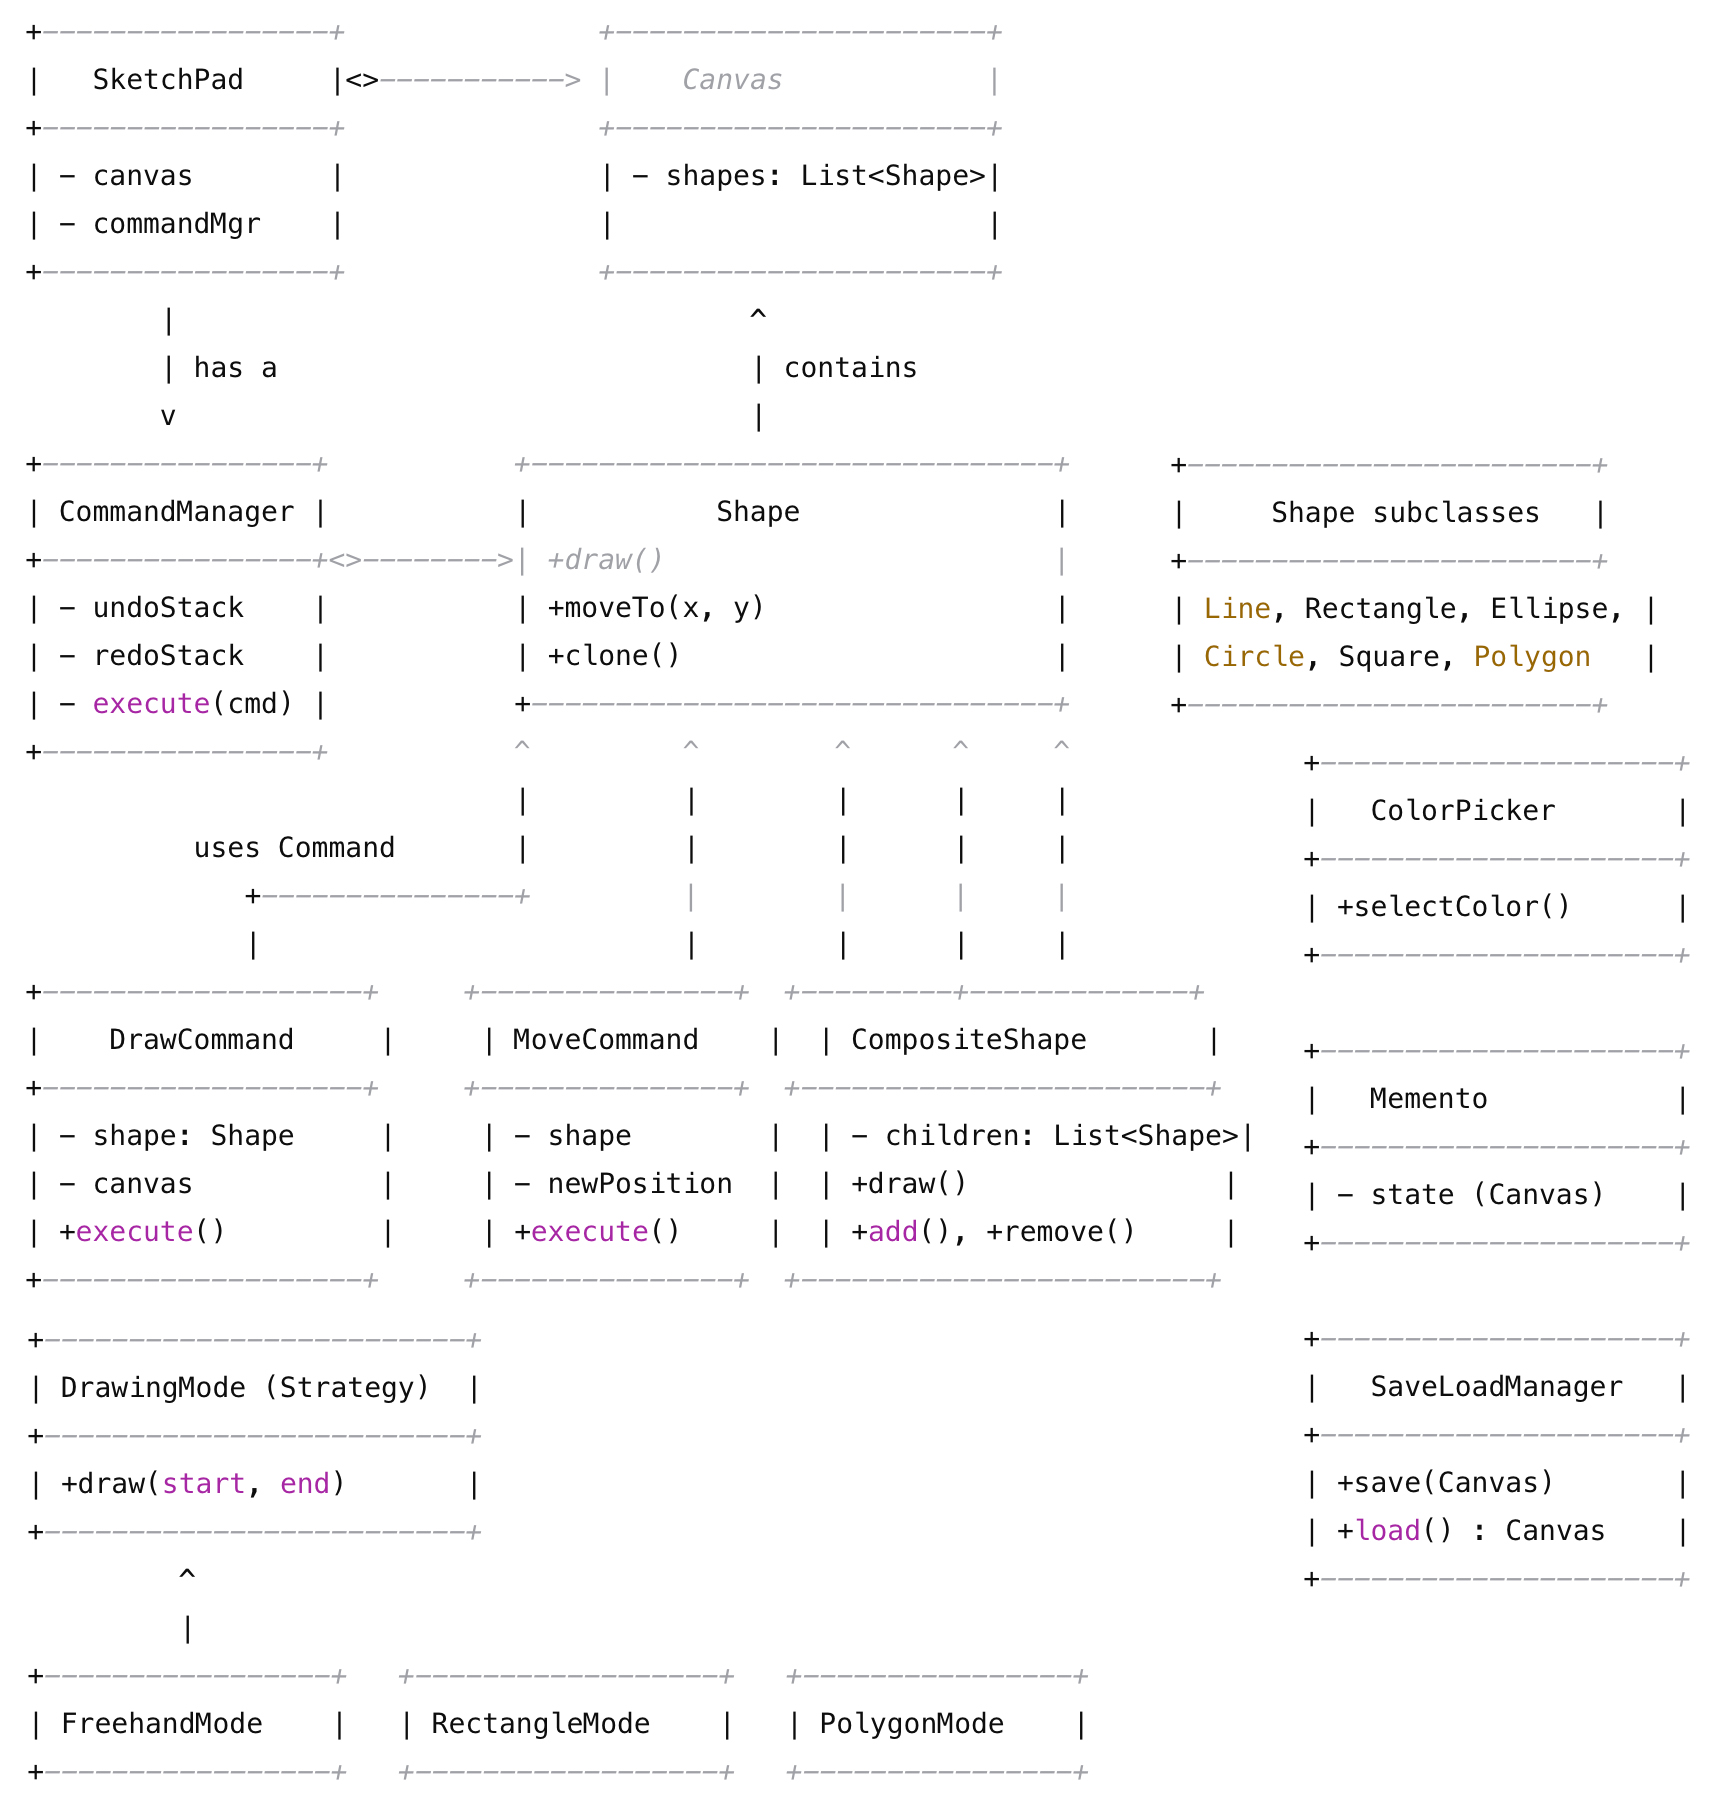 +-----------------+               +----------------------+
|   SketchPad     |<>-----------> |    Canvas            |
+-----------------+               +----------------------+
| - canvas        |               | - shapes: List<Shape>|
| - commandMgr    |               |                      |
+-----------------+               +----------------------+
        |                                  ^
        | has a                            | contains
        v                                  |
+----------------+           +-------------------------------+      +------------------------+
| CommandManager |           |           Shape               |      |     Shape subclasses   |
+----------------+<>-------->| +draw()                       |      +------------------------+
| - undoStack    |           | +moveTo(x, y)                 |      | Line, Rectangle, Ellipse, |
| - redoStack    |           | +clone()                      |      | Circle, Square, Polygon   |
| - execute(cmd) |           +-------------------------------+      +------------------------+
+----------------+           ^         ^        ^      ^     ^              +---------------------+
                             |         |        |      |     |              |   ColorPicker       |
          uses Command       |         |        |      |     |              +---------------------+
             +---------------+         |        |      |     |              | +selectColor()      |
             |                         |        |      |     |              +---------------------+
+-------------------+     +---------------+  +---------+-------------+
|    DrawCommand     |     | MoveCommand    |  | CompositeShape       |     +---------------------+
+-------------------+     +---------------+  +------------------------+     |   Memento           |
| - shape: Shape     |     | - shape        |  | - children: List<Shape>|   +---------------------+
| - canvas           |     | - newPosition  |  | +draw()               |    | - state (Canvas)    |
| +execute()         |     | +execute()     |  | +add(), +remove()     |    +---------------------+
+-------------------+     +---------------+  +------------------------+
+-------------------------+                                                 +---------------------+
| DrawingMode (Strategy)  |                                                 |   SaveLoadManager   |
+-------------------------+                                                 +---------------------+
| +draw(start, end)       |                                                 | +save(Canvas)       |
+-------------------------+                                                 | +load() : Canvas    |
         ^                                                                  +---------------------+
         |
+-----------------+   +------------------+   +----------------+
| FreehandMode    |   | RectangleMode    |   | PolygonMode    |
+-----------------+   +------------------+   +----------------+